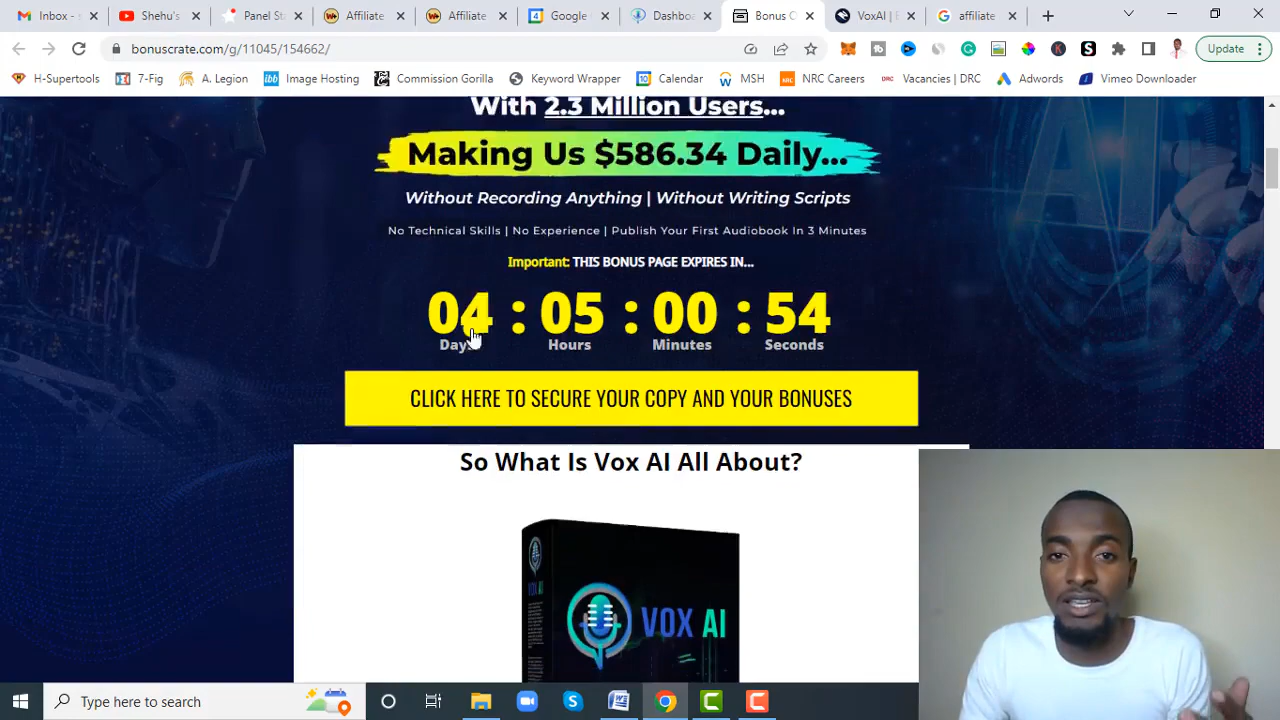 Inbox -
Shehu's
Panel St
Affiliate
Affiliate
Google
Dashbo
Bonus C
VoxAI | E
affiliate
bonuscrate.com/g/11045/154662/
Update
H-Supertools
7-Fig
A. Legion
ibb Image Hosting
Commission Gorilla
Keyword Wrapper
Calendar
MSH
ARC NRC Careers
DRC Vacancies | DRC
Adwords
Vimeo Downloader
With 2.3 Million Users...
Making Us $586.34 Daily...
Without Recording Anything | Without Writing Scripts
No Technical Skills | No Experience | Publish Your First Audiobook In 3 Minutes
Important: THIS BONUS PAGE EXPIRES IN...
04 : 05 : 00 : 54
Days Hours Minutes Seconds
CLICK HERE TO SECURE YOUR COPY AND YOUR BONUSES
So What Is Vox AI All About?
VOX AI
VOX AI
Type here to search